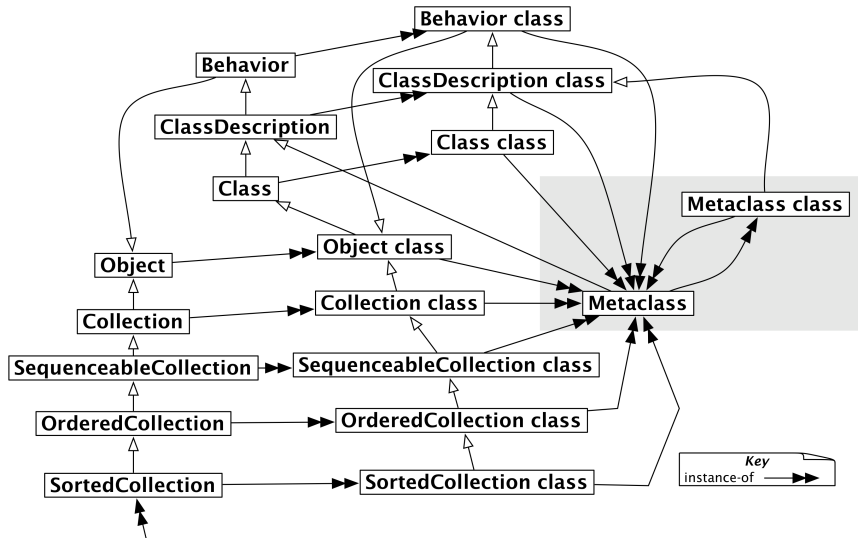 Behavior class
Behavior
ClassDescription class
ClassDescription
Class class
Class
Metaclass class
Object class
Object
Collection class
Metaclass
Collection
SequenceableCollection
SequenceableCollection class
OrderedCollection
OrderedCollection class
Key
instance-of
SortedCollection
SortedCollection class